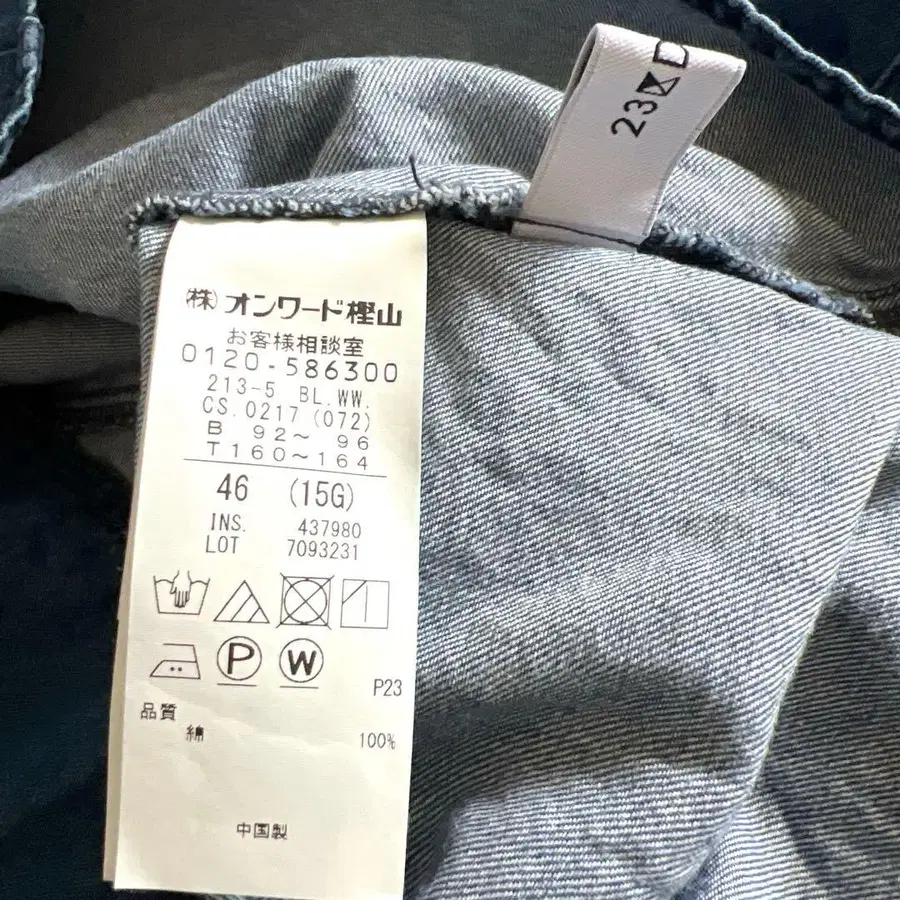 (株)オンワード樫山
お客様相談室
0120-586300
213-5 BL.WW.
CS.0217 (072)
B 92～ 96
T160～164
46 (15G)
INS. 437980
LOT 7093231
P
W
P23
品質
綿 100%
中国製
23